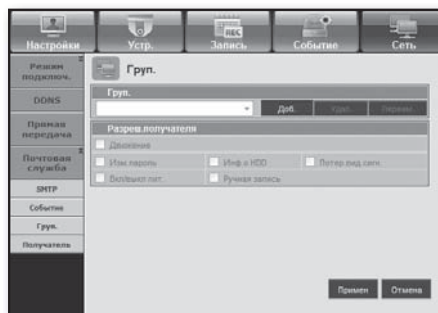 Настройки Устр. Запись Событие Сеть
REC
Режим подключ.
DDNS
Прямая передача
Почтовая служба
SMTP
Событие
Груп.
Получатель
Груп.
Груп.
Доб. Удал. Переим.
Разреш.получателя
Движение
Изм.пароль Инф о HDD Потер.вид сигн.
Вкл/выкл пит. Ручная запись
Примен Отмена